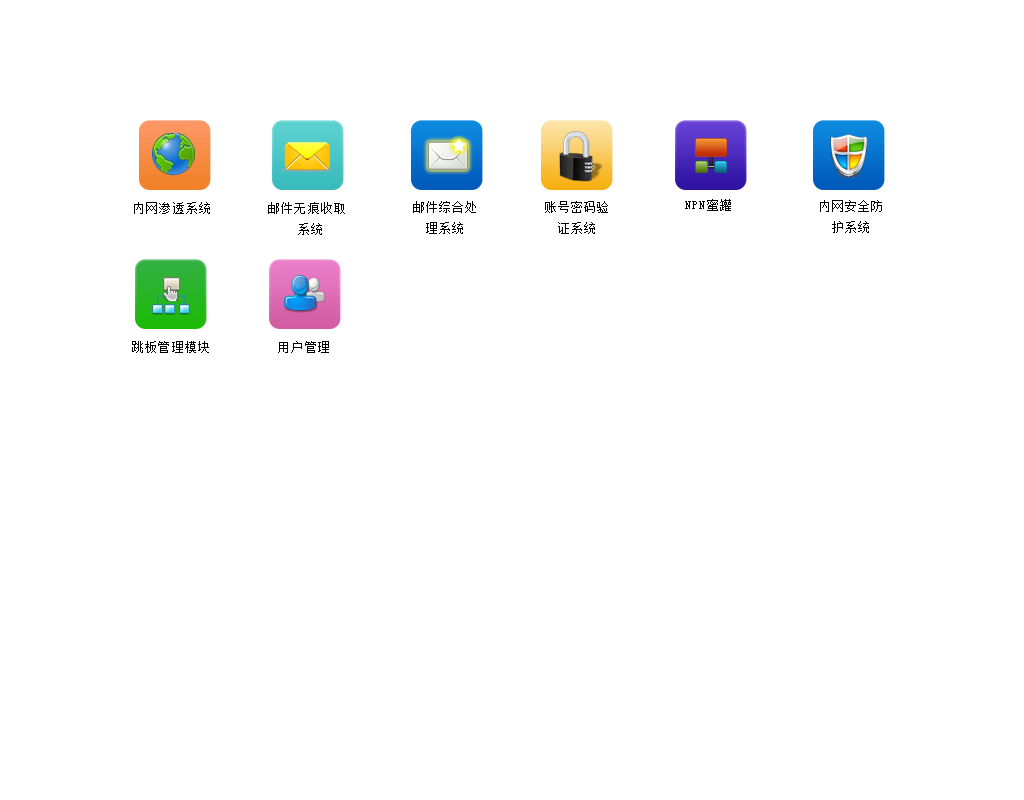 内网渗透系统
邮件无痕收取
系统
邮件综合处
理系统
账号密码验
证系统
NPN蜜罐
内网安全防
护系统
跳板管理模块
用户管理